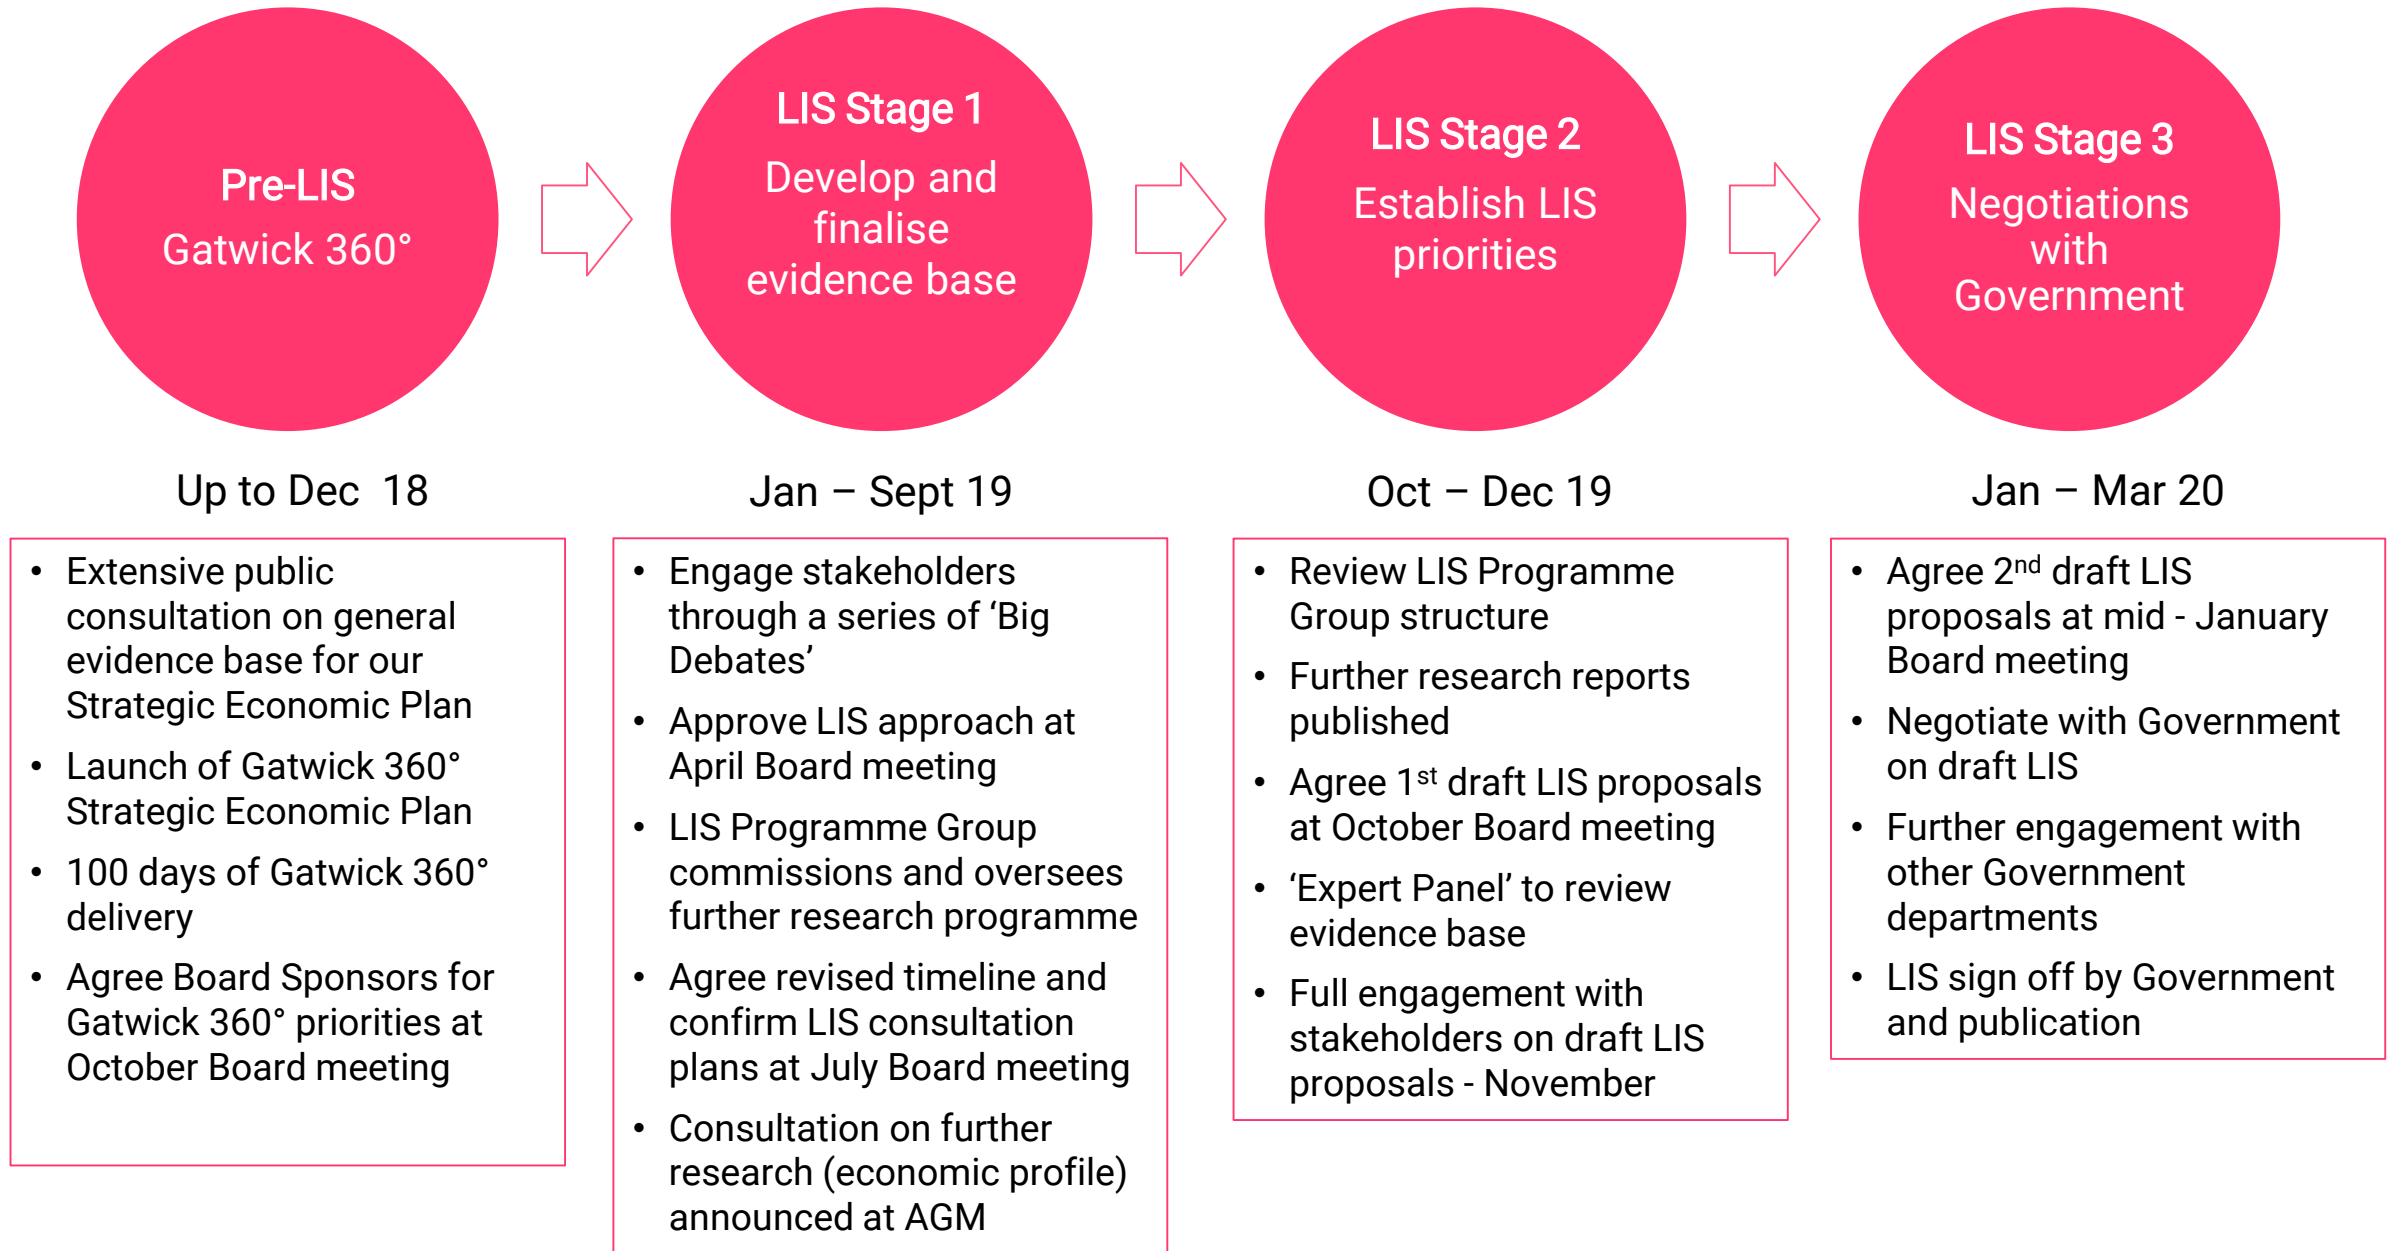 Pre-LIS
Gatwick 360°
LIS Stage 1
Develop and
finalise
evidence base
LIS Stage 2
Establish LIS
priorities
LIS Stage 3
Negotiations
with
Government
Up to Dec  18
Jan – Sept 19
Oct – Dec 19
Jan – Mar 20
• Extensive public
consultation on general
evidence base for our
Strategic Economic Plan
• Launch of Gatwick 360°
Strategic Economic Plan
• 100 days of Gatwick 360°
delivery
• Agree Board Sponsors for
Gatwick 360° priorities at
October Board meeting
• Engage stakeholders
through a series of ‘Big
Debates’
• Approve LIS approach at
April Board meeting
• LIS Programme Group
commissions and oversees
further research programme
• Agree revised timeline and
confirm LIS consultation
plans at July Board meeting
• Consultation on further
research (economic profile)
announced at AGM
• Review LIS Programme
Group structure
• Further research reports
published
• Agree 1st draft LIS proposals
at October Board meeting
• ‘Expert Panel’ to review
evidence base
• Full engagement with
stakeholders on draft LIS
proposals - November
• Agree 2nd draft LIS
proposals at mid - January
Board meeting
• Negotiate with Government
on draft LIS
• Further engagement with
other Government
departments
• LIS sign off by Government
and publication